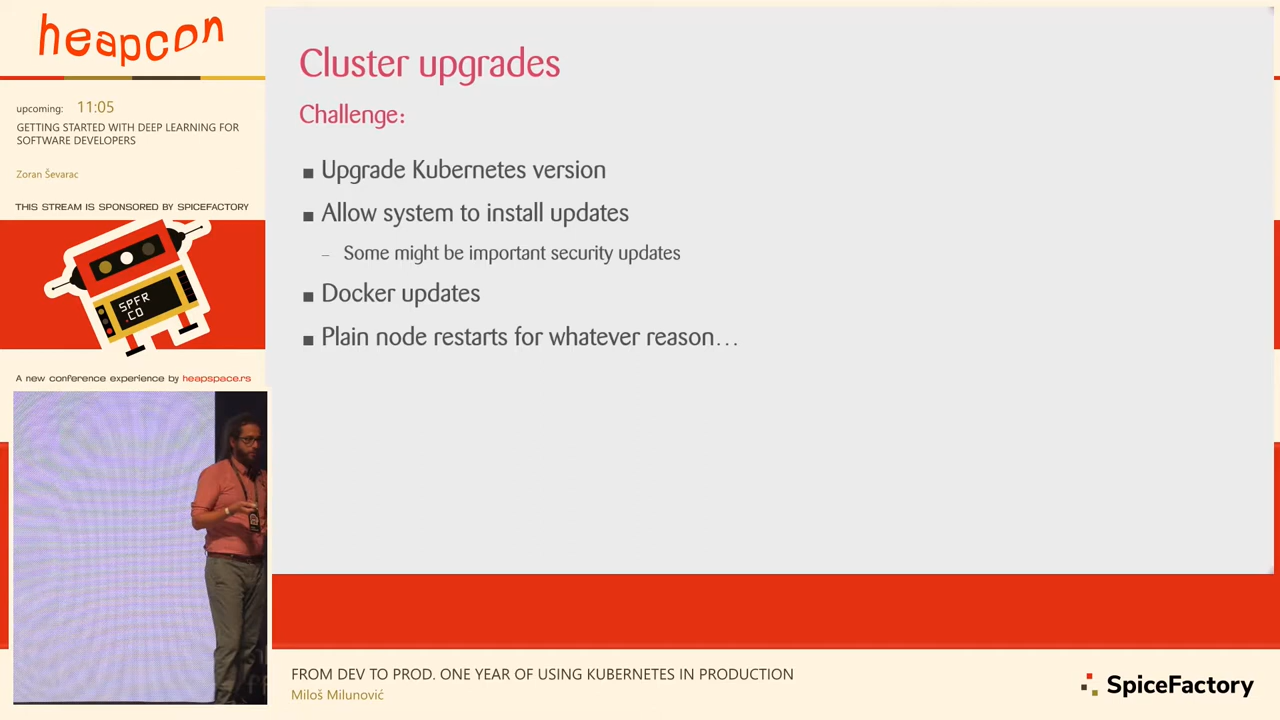 heapcon
upcoming: 11:05
GETTING STARTED WITH DEEP LEARNING FOR
SOFTWARE DEVELOPERS
Zoran Ševarac
THIS STREAM IS SPONSORED BY SPICEFACTORY
SPFR
.CO
A new conference experience by heapspace.rs
Cluster upgrades
Challenge:
▪ Upgrade Kubernetes version
▪ Allow system to install updates
– Some might be important security updates
▪ Docker updates
▪ Plain node restarts for whatever reason…
FROM DEV TO PROD. ONE YEAR OF USING KUBERNETES IN PRODUCTION
Miloš Milunović
SpiceFactory